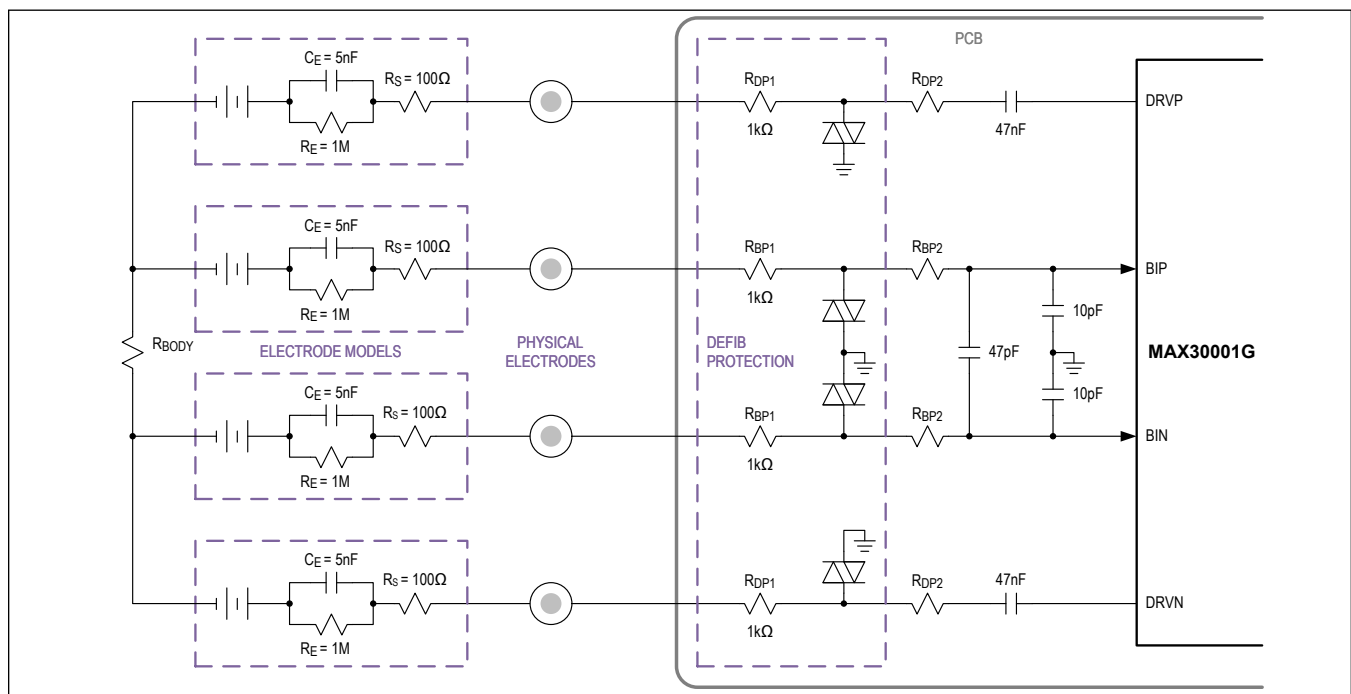 PCB
CE = 5nF
RS = 100Ω
RE = 1M
RDP1
1kΩ
RDP2
47nF
DRVP
CE = 5nF
RS = 100Ω
RE = 1M
RBP1
1kΩ
RBP2
BIP
10pF
RBODY
ELECTRODE MODELS
PHYSICAL
ELECTRODES
DEFIB
PROTECTION
47pF
MAX30001G
10pF
CE = 5nF
RS = 100Ω
RE = 1M
RBP1
1kΩ
RBP2
BIN
CE = 5nF
RS = 100Ω
RE = 1M
RDP1
1kΩ
RDP2
47nF
DRVN